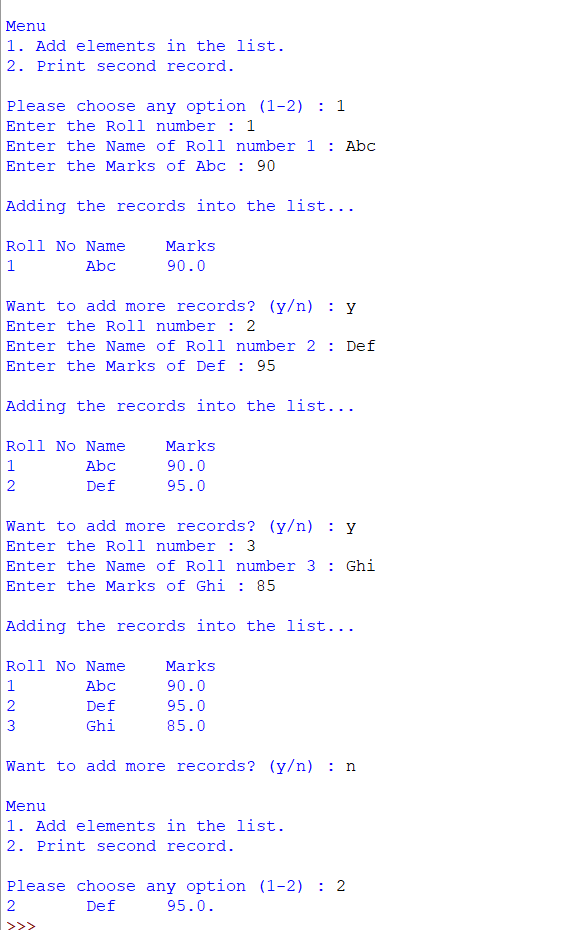 Menu
1. Add elements in the list.
2. Print second record.
Please choose any option (1-2) : 1
Enter the Roll number : 1
Enter the Name of Roll number 1 : Abc
Enter the Marks of Abc : 90
Adding the records into the list...
Roll No Name    Marks
1       Abc     90.0
Want to add more records? (y/n) : y
Enter the Roll number : 2
Enter the Name of Roll number 2 : Def
Enter the Marks of Def : 95
Adding the records into the list...
Roll No Name    Marks
1       Abc     90.0
2       Def     95.0
Want to add more records? (y/n) : y
Enter the Roll number : 3
Enter the Name of Roll number 3 : Ghi
Enter the Marks of Ghi : 85
Adding the records into the list...
Roll No Name    Marks
1       Abc     90.0
2       Def     95.0
3       Ghi     85.0
Want to add more records? (y/n) : n
Menu
1. Add elements in the list.
2. Print second record.
Please choose any option (1-2) : 2
2       Def     95.0.
>>>